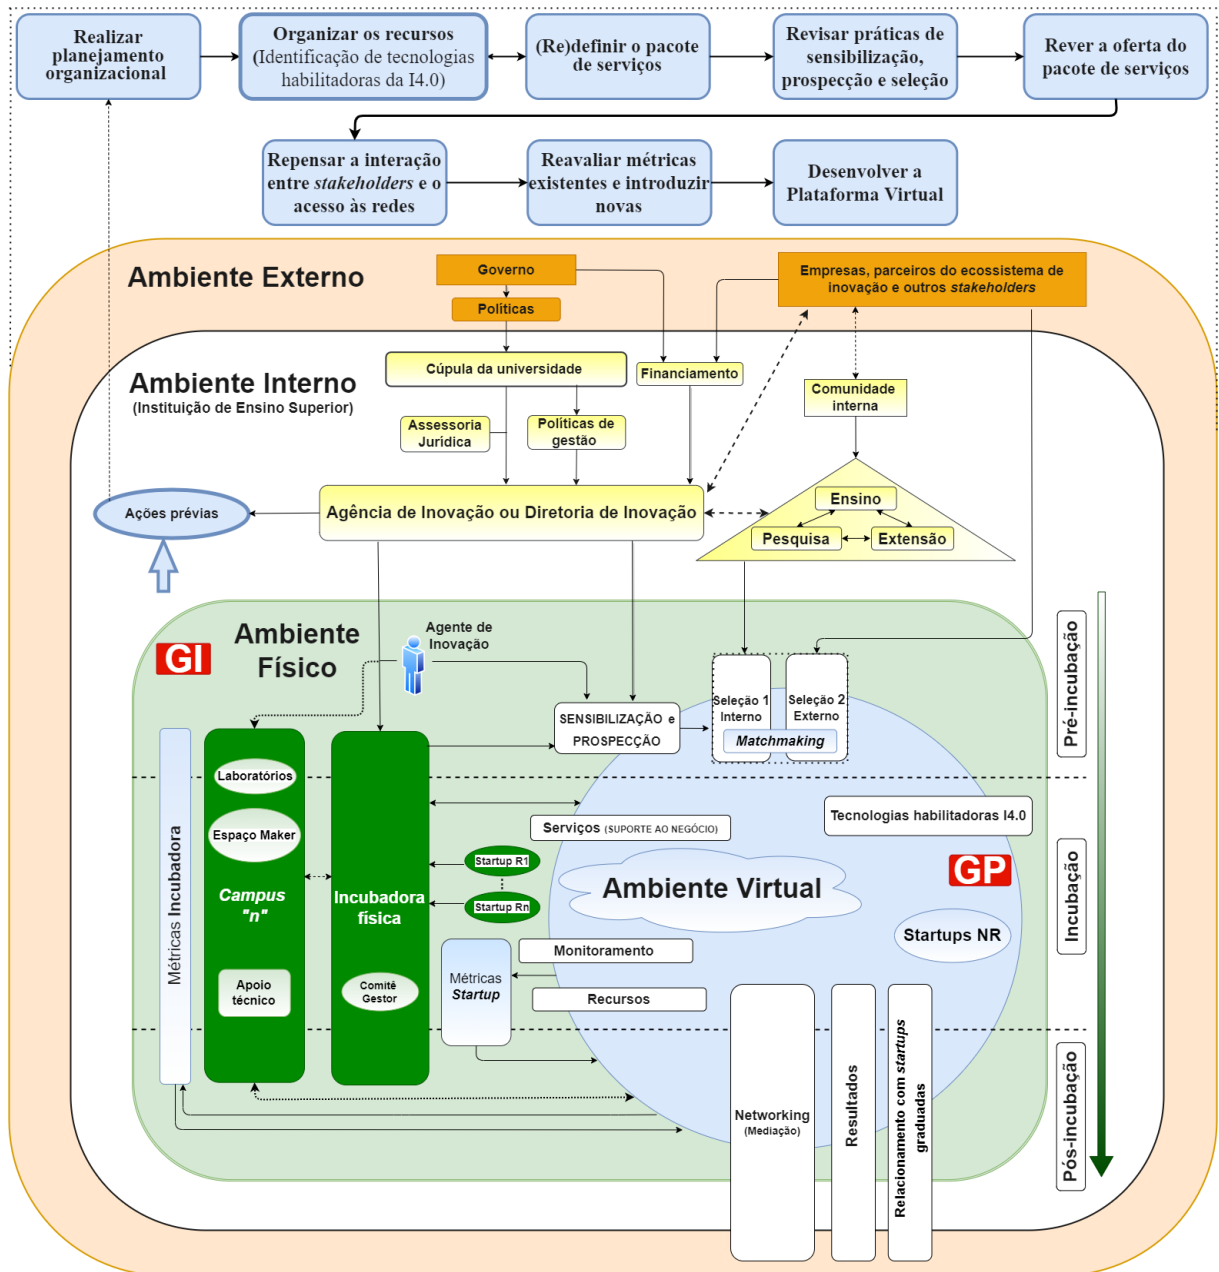 Realizar
planejamento
organizacional
Organizar os recursos
(Identificação de tecnologias
habilitadoras da I4.0)
(Re)definir o pacote
de serviços
Revisar práticas de
sensibilização,
prospecção e seleção
Rever a oferta do
pacote de serviços
Repensar a interação
entre stakeholders e o
acesso às redes
Reavaliar métricas
existentes e introduzir
novas
Desenvolver a
Plataforma Virtual
Ambiente Externo
Governo
Políticas
Empresas, parceiros do ecossistema de
inovação e outros stakeholders
Ambiente Interno
(Instituição de Ensino Superior)
Cúpula da universidade
Financiamento
Comunidade
interna
Assessoria
Jurídica
Políticas de
gestão
Ações prévias
Agência de Inovação ou Diretoria de Inovação
Ensino
Pesquisa
Extensão
GI
Ambiente
Físico
Agente de
Inovação
SENSIBILIZAÇÃO e
PROSPECÇÃO
Seleção 1
Interno
Seleção 2
Externo
Matchmaking
Pré-incubação
Métricas Incubadora
Laboratórios
Espaço Maker
Campus
"n"
Apoio
técnico
Incubadora
física
Comitê
Gestor
Startup R1
Startup Rn
Serviços (SUPORTE AO NEGÓCIO)
Tecnologias habilitadoras I4.0
GP
Ambiente Virtual
Startups NR
Incubação
Monitoramento
Métricas
Startup
Recursos
Networking
(Mediação)
Resultados
Relacionamento com startups
graduadas
Pós-incubação